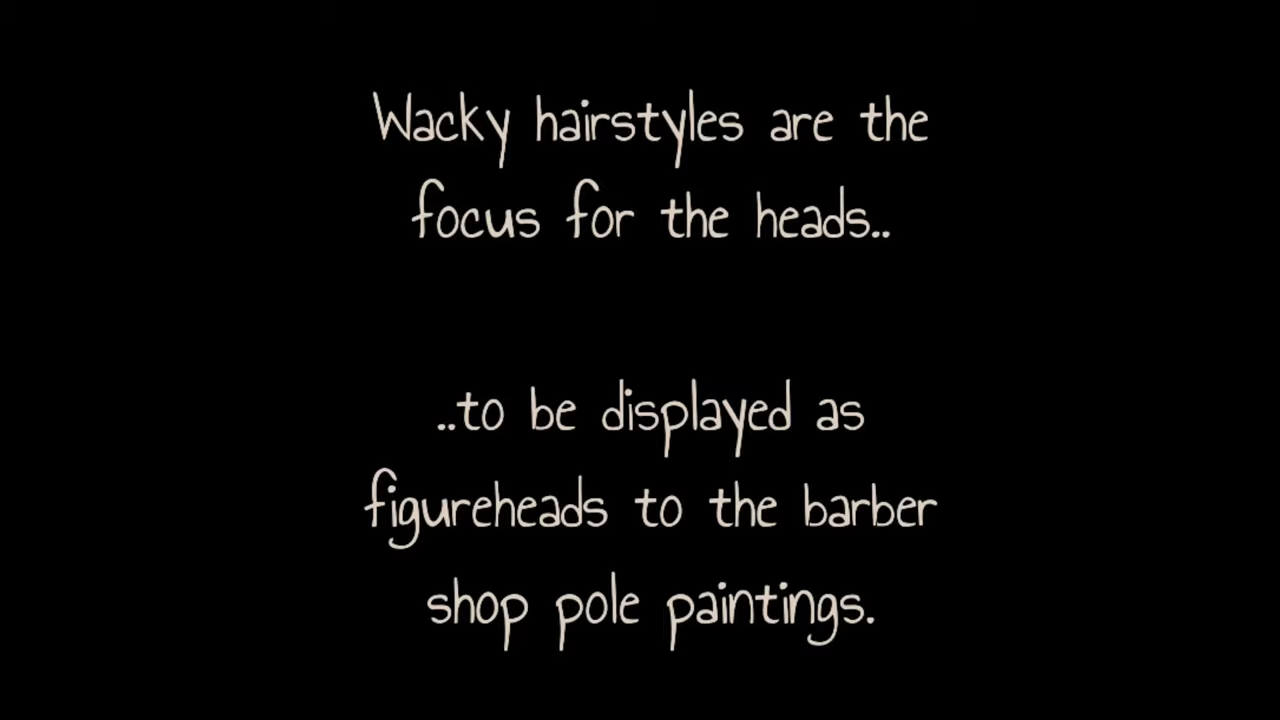 Wacky hairstyles are the
focus for the heads..
..to be displayed as
figureheads to the barber
shop pole paintings.